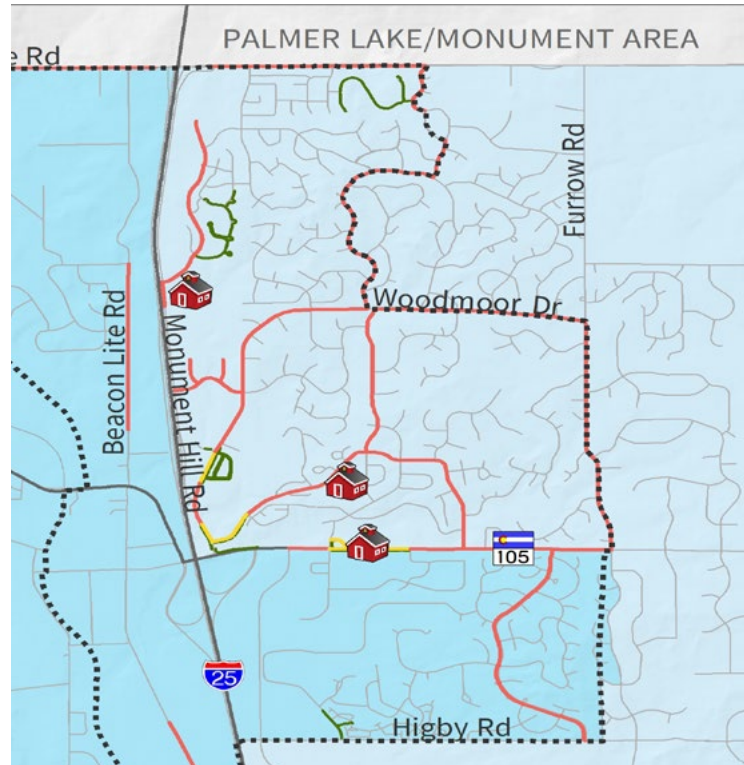 PALMER LAKE/MONUMENT AREA
e Rd
Furrow Rd
Woodmoor Dr
Beacon Lite Rd
Monument Hill Rd
105
25
Higby Rd